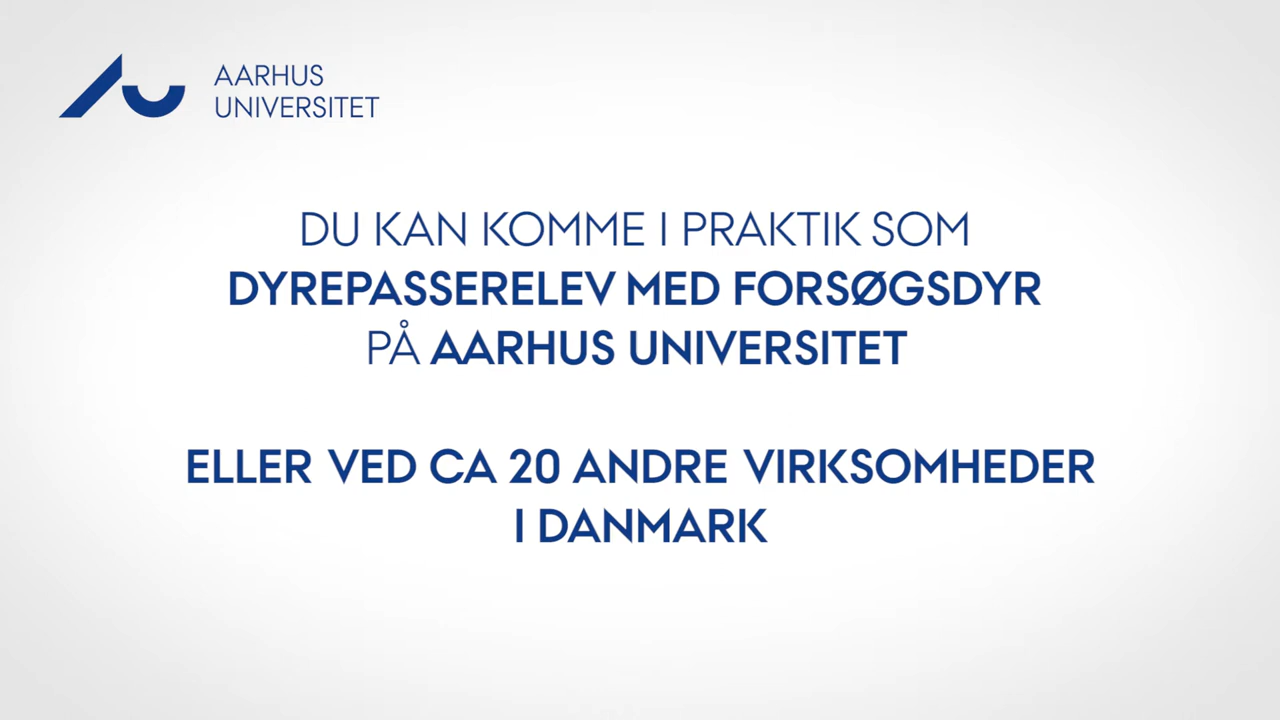 AARHUS
UNIVERSITET
DU KAN KOMME I PRAKTIK SOM
DYREPASSERELEV MED FORSØGSDYR
PÅ AARHUS UNIVERSITET
ELLER VED CA 20 ANDRE VIRKSOMHEDER
I DANMARK